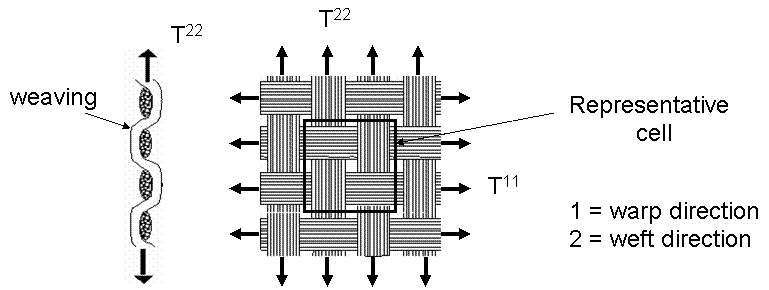 T22
weaving
T22
Representative
cell
T11
1 = warp direction
2 = weft direction